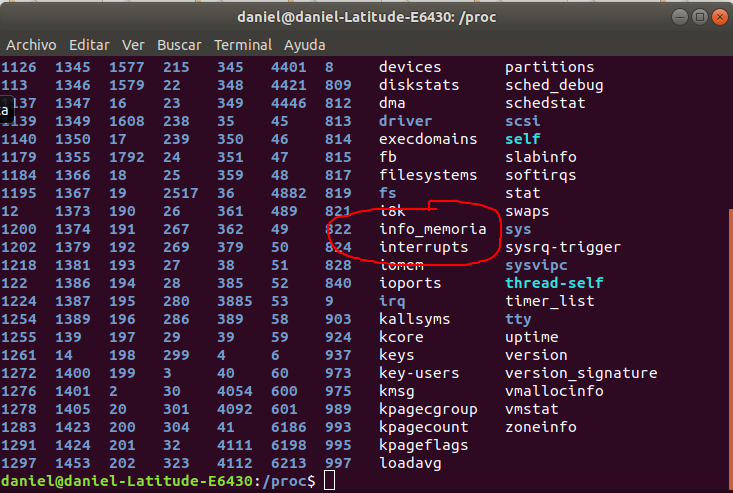 daniel@daniel-Latitude-E6430: /proc
Archivo Editar Ver Buscar Terminal Ayuda
1126 1345 1577 215 345 4401 8 devices partitions
113 1346 1579 22 348 4421 809 diskstats sched_debug
137 1347 16 23 349 4446 812 dma schedstat
ta
1139 1349 1608 238 35 45 813 driver scsi
1140 1350 17 239 350 46 814 execdomains self
1179 1355 1792 24 351 47 815 fb slabinfo
1184 1366 18 25 359 48 817 filesystems softirqs
1195 1367 19 2517 36 4882 819 fs stat
12 1373 190 26 361 489 821 i8k swaps
1200 1374 191 267 362 49 822 info_memoria sys
1202 1379 192 269 379 50 824 interrupts sysrq-trigger
1218 1381 193 27 38 51 828 iomem sysvipc
122 1386 194 28 385 52 840 ioports thread-self
1224 1387 195 280 3885 53 9 irq timer_list
1254 1389 196 286 389 58 903 kallsyms tty
1255 139 197 29 39 59 924 kcore uptime
1261 14 198 299 4 6 937 keys version
1272 1400 199 3 40 60 973 key-users version_signature
1276 1401 2 30 4054 600 975 kmsg vmallocinfo
1278 1405 20 301 4092 601 989 kpagecgroup vmstat
1283 1423 200 304 41 6186 993 kpagecount zoneinfo
1291 1424 201 32 4111 6198 995 kpageflags
1297 1453 202 323 4112 6213 997 loadavg
daniel@daniel-Latitude-E6430:/proc$